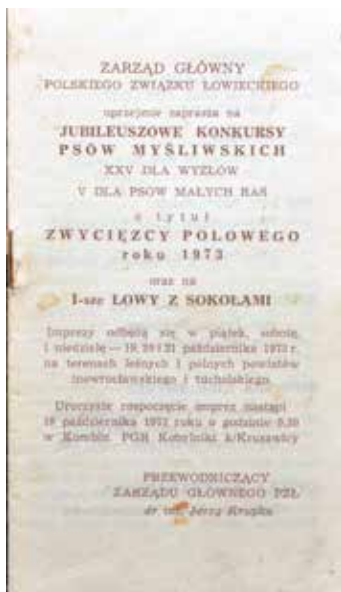 ZARZĄD GŁÓWNY
POLSKIEGO ZWIĄZKU ŁOWIECKIEGO
uprzejmie zaprasza na
JUBILEUSZOWE KONKURSY
PSÓW MYŚLIWSKICH
XXV DLA WYŻŁÓW
V DLA PSÓW MAŁYCH RAS
o tytuł
ZWYCIĘZCY POLOWEGO
roku 1973
oraz na
I-sze ŁOWY Z SOKOŁAMI
Imprezy odbędą się w piątek, sobotę
i niedzielę — 19, 20 i 21 października 1973 r.
na terenach leśnych i polnych powiatów
inowrocławskiego i tucholskiego.
Uroczyste rozpoczęcie imprez nastąpi
19 października 1973 roku o godzinie
w PGR Kobylniki k/Kruszwicy
PRZEWODNICZĄCY
ZARZĄDU GŁÓWNEGO PZŁ
dr inż. Jerzy Krupka